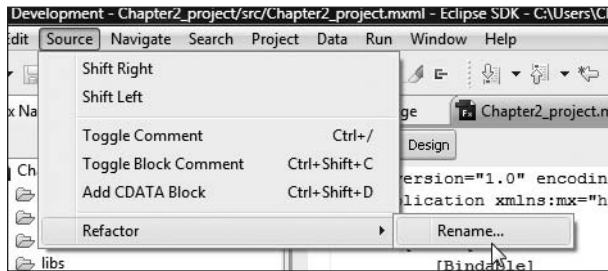 Development - Chapter2_project/src/Chapter2_project.mxml - Eclipse SDK - C:\Users\C
dit Source Navigate Search Project Data Run Window Help
Shift Right
Shift Left
x Na
ge Chapter2_project.m
Toggle Comment Ctrl+/
Design
Toggle Block Comment Ctrl+Shift+C
Ch
ersion="1.0" encodin
Add CDATA Block Ctrl+Shift+D
lication xmlns:mx="h
Refactor
Rename...
libs
[Bindable]